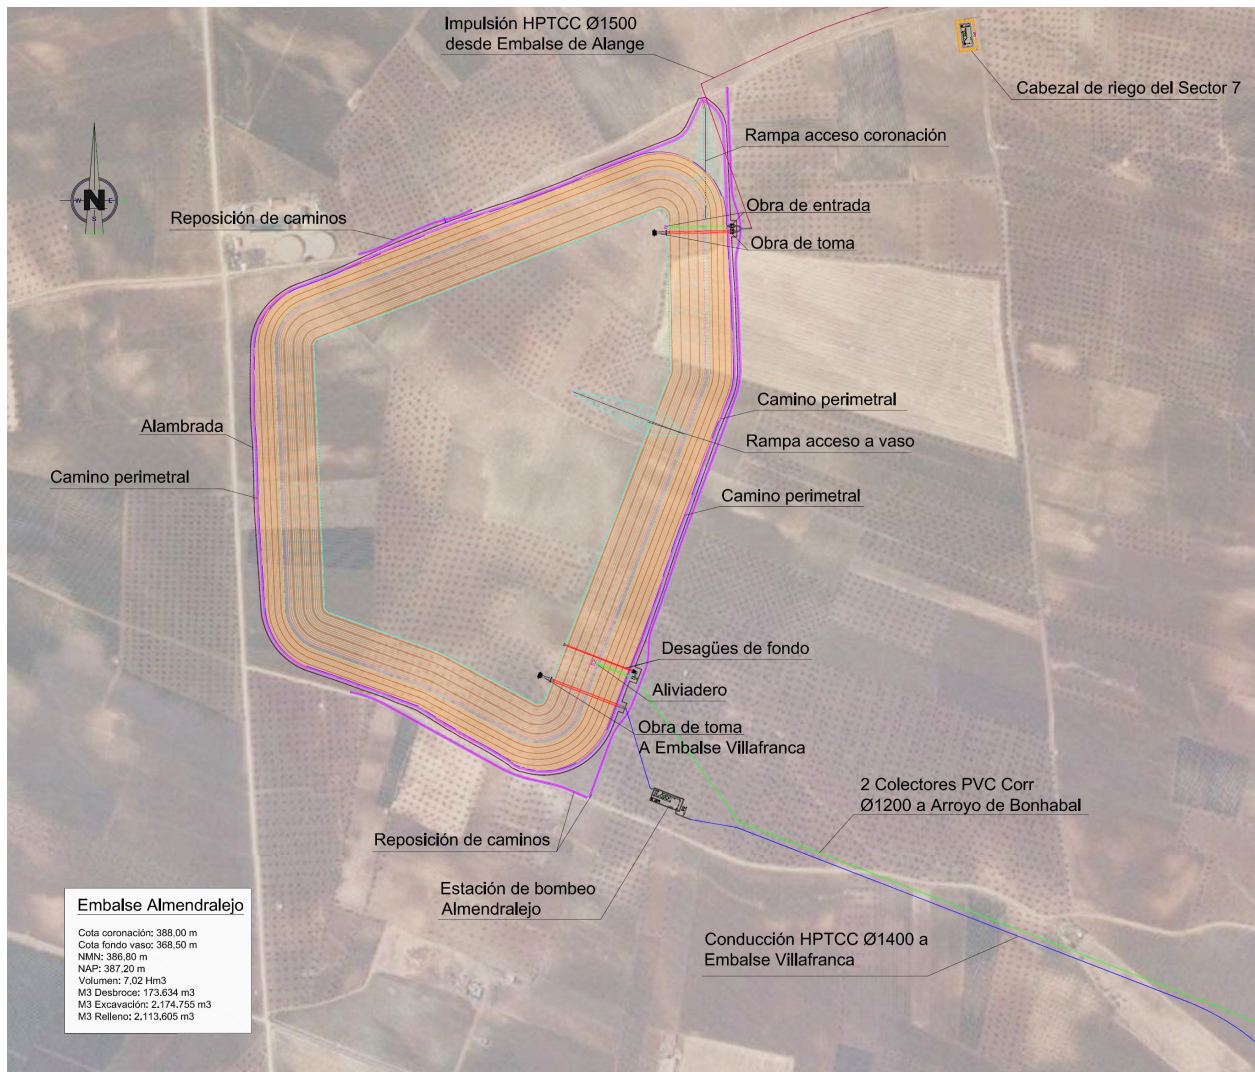 Impulsión HPTCC Ø1500
desde Embalse de Alange
Cabezal de riego del Sector 7
Rampa acceso coronación
N
W
E
S
Reposición de caminos
Obra de entrada
Obra de toma
Camino perimetral
Alambrada
Rampa acceso a vaso
Camino perimetral
Camino perimetral
Desagües de fondo
Aliviadero
Obra de toma
A Embalse Villafranca
2 Colectores PVC Corr
Ø1200 a Arroyo de Bonhabal
Reposición de caminos
Estación de bombeo
Almendralejo
Conducción HPTCC Ø1400 a
Embalse Villafranca
Embalse Almendralejo
Cota coronación: 388,00 m
Cota fondo vaso: 368,50 m
NMN: 386,80 m
NAP: 387,20 m
Volumen: 7,02 Hm3
M3 Desbroce: 173.634 m3
M3 Excavación: 2.174.755 m3
M3 Relleno: 2.113.605 m3